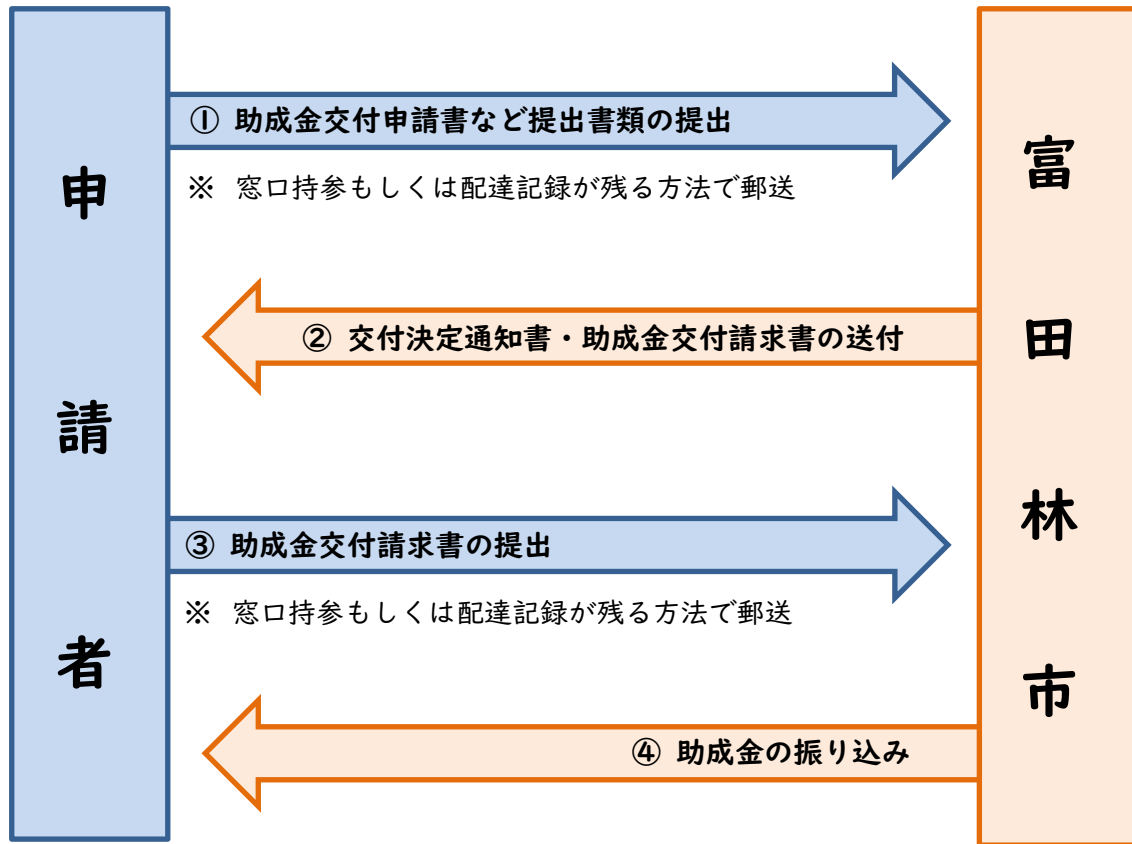 申請者
① 助成金交付申請書など提出書類の提出
※ 窓口持参もしくは配達記録が残る方法で郵送
② 交付決定通知書・助成金交付請求書の送付
③ 助成金交付請求書の提出
※ 窓口持参もしくは配達記録が残る方法で郵送
④ 助成金の振り込み
富田林市